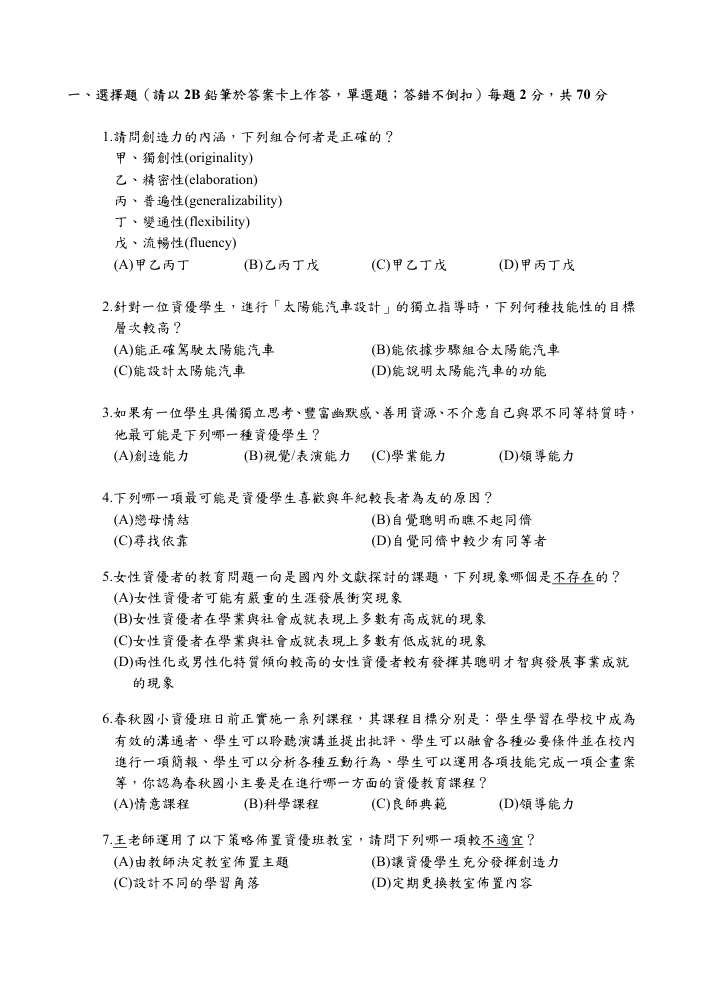 一、選擇題（請以 2B 鉛筆於答案卡上作答，單選題；答錯不倒扣）每題 2 分，共 70 分
1.請問創造力的內涵，下列組合何者是正確的？
甲、獨創性(originality)
乙、精密性(elaboration)
丙、普遍性(generalizability)
丁、變通性(flexibility)
戊、流暢性(fluency)
(A)甲乙丙丁 (B)乙丙丁戊 (C)甲乙丁戊 (D)甲丙丁戊
2.針對一位資優學生，進行「太陽能汽車設計」的獨立指導時，下列何種技能性的目標
層次較高？
(A)能正確駕駛太陽能汽車 (B)能依據步驟組合太陽能汽車
(C)能設計太陽能汽車 (D)能說明太陽能汽車的功能
3.如果有一位學生具備獨立思考、豐富幽默感、善用資源、不介意自己與眾不同等特質時，
他最可能是下列哪一種資優學生？
(A)創造能力 (B)視覺/表演能力 (C)學業能力 (D)領導能力
4.下列哪一項最可能是資優學生喜歡與年紀較長者為友的原因？
(A)戀母情結 (B)自覺聰明而瞧不起同儕
(C)尋找依靠 (D)自覺同儕中較少有同等者
5.女性資優者的教育問題一向是國內外文獻探討的課題，下列現象哪個是不存在的？
(A)女性資優者可能有嚴重的生涯發展衝突現象
(B)女性資優者在學業與社會成就表現上多數有高成就的現象
(C)女性資優者在學業與社會成就表現上多數有低成就的現象
(D)兩性化或男性化特質傾向較高的女性資優者較有發揮其聰明才智與發展事業成就
的現象
6.春秋國小資優班日前正實施一系列課程，其課程目標分別是：學生學習在學校中成為
有效的溝通者、學生可以聆聽演講並提出批評、學生可以融會各種必要條件並在校內
進行一項簡報、學生可以分析各種互動行為、學生可以運用各項技能完成一項企畫案
等，你認為春秋國小主要是在進行哪一方面的資優教育課程？
(A)情意課程 (B)科學課程 (C)良師典範 (D)領導能力
7.王老師運用了以下策略佈置資優班教室，請問下列哪一項較不適宜？
(A)由教師決定教室佈置主題 (B)讓資優學生充分發揮創造力
(C)設計不同的學習角落 (D)定期更換教室佈置內容